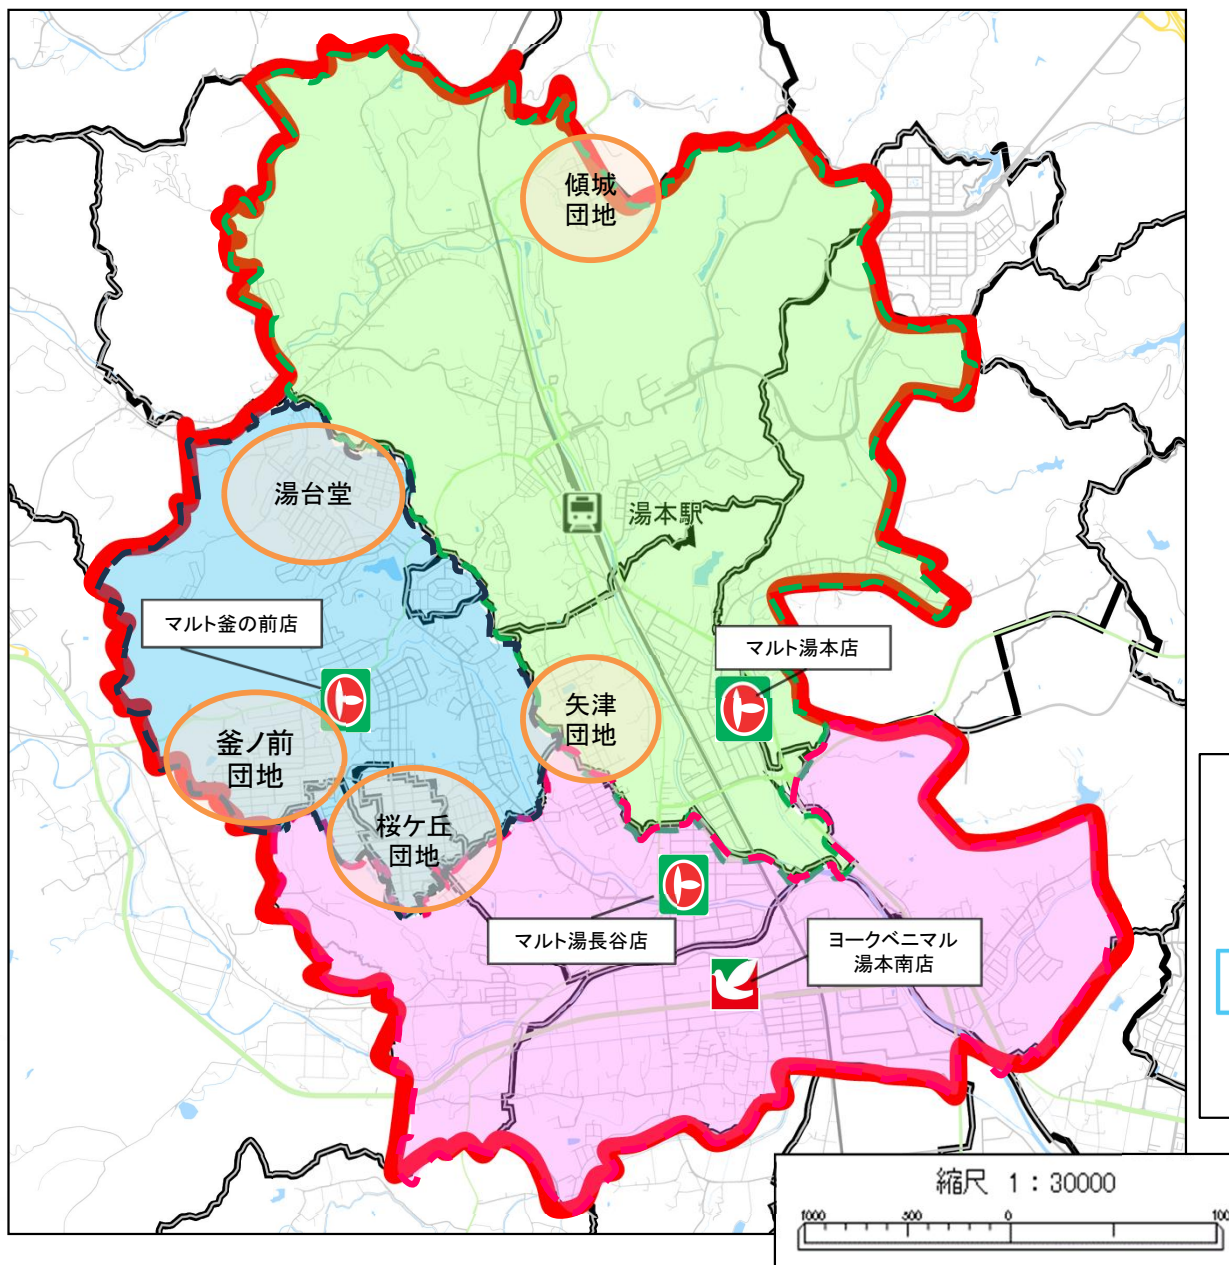 傾城
団地
湯台堂
湯本駅
マルト釜の前店
マルト湯本店
矢津
団地
釜ノ前
団地
桜ケ丘
団地
マルト湯長谷店
ヨークベニマル
湯本南店
縮尺 1：30000
1000 500 0 100